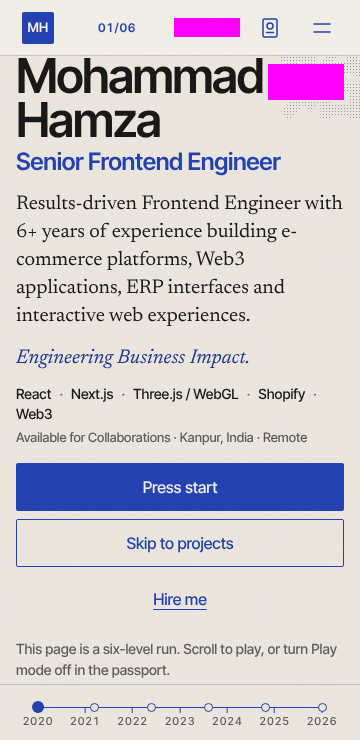 MH
01/06
Mohammad
Hamza
Senior Frontend Engineer
Results-driven Frontend Engineer with
6+ years of experience building e-
commerce platforms, Web3
applications, ERP interfaces and
interactive web experiences.
Engineering Business Impact.
React · Next.js · Three.js / WebGL · Shopify ·
Web3
Available for Collaborations · Kanpur, India · Remote
Press start
Skip to projects
Hire me
This page is a six-level run. Scroll to play, or turn Play
mode off in the passport.
2020 2021 2022 2023 2024 2025 2026